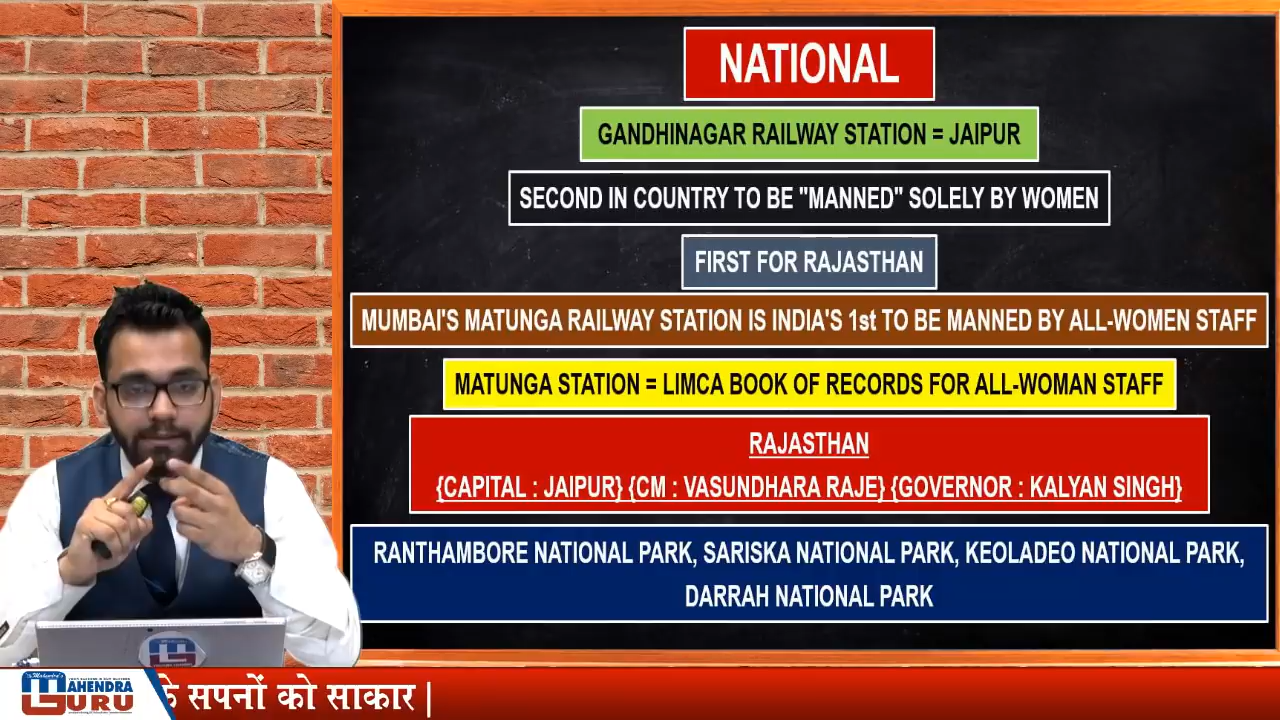 NATIONAL
GANDHINAGAR RAILWAY STATION = JAIPUR
SECOND IN COUNTRY TO BE "MANNED" SOLELY BY WOMEN
FIRST FOR RAJASTHAN
MUMBAI'S MATUNGA RAILWAY STATION IS INDIA'S 1st TO BE MANNED BY ALL-WOMEN STAFF
MATUNGA STATION = LIMCA BOOK OF RECORDS FOR ALL-WOMAN STAFF
RAJASTHAN
{CAPITAL : JAIPUR} {CM : VASUNDHARA RAJE} {GOVERNOR : KALYAN SINGH}
RANTHAMBORE NATIONAL PARK, SARISKA NATIONAL PARK, KEOLADEO NATIONAL PARK,
DARRAH NATIONAL PARK
Mahendra's
MAHENDRA
GURU
सपनों को साकार |